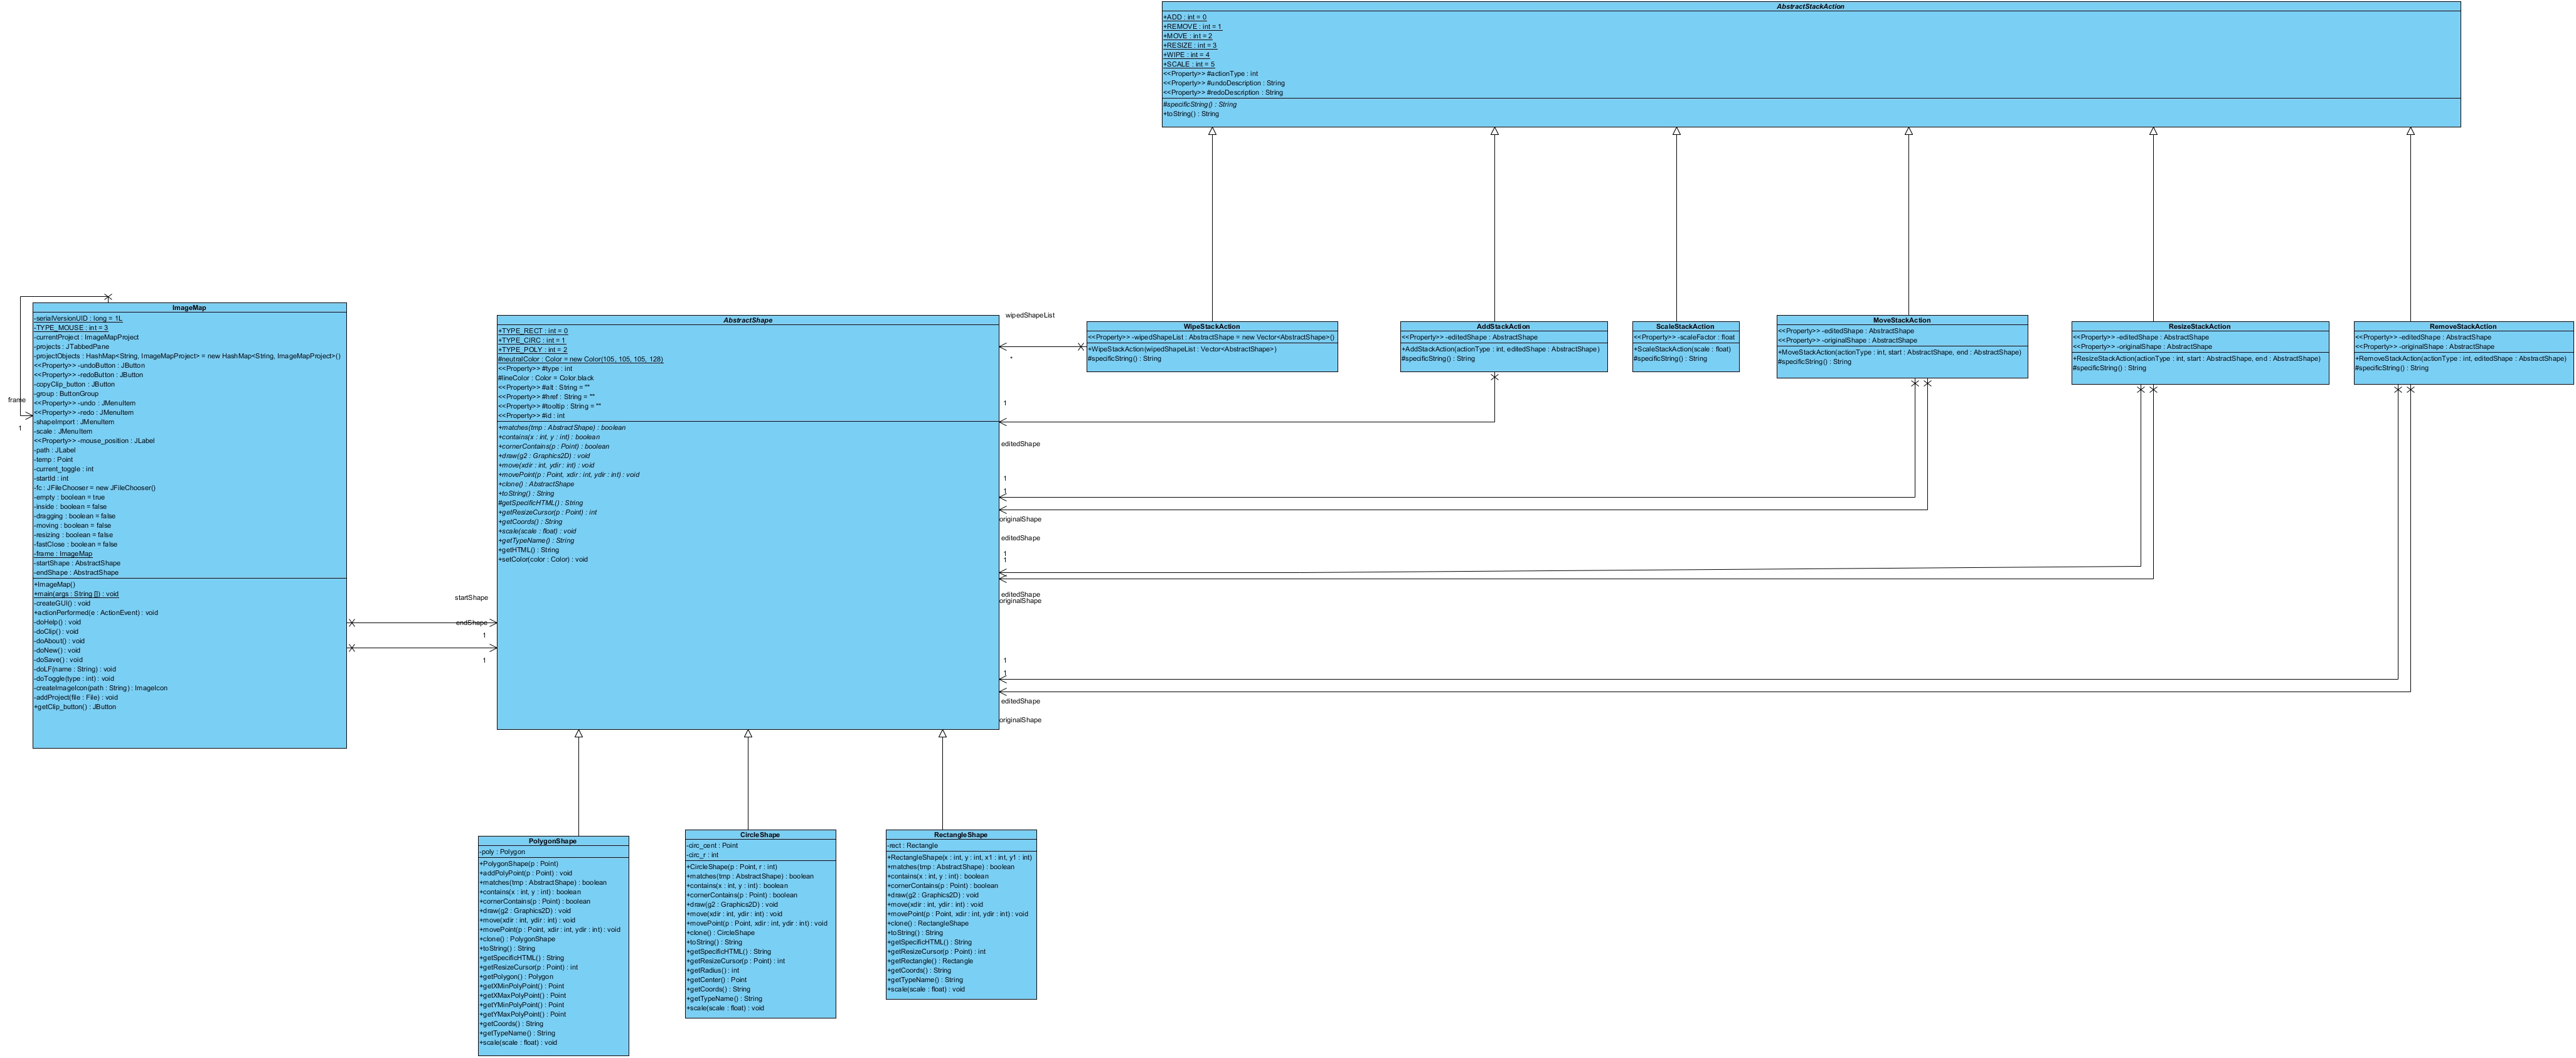 AbstractStackAction
+ADD : int = 0
+REMOVE : int = 1
+MOVE : int = 2
+RESIZE : int = 3
+WIPE : int = 4
+SCALE : int = 5
<<Property>> #actionType : int
<<Property>> #undoDescription : String
<<Property>> #redoDescription : String
#specificString() : String
+toString() : String
ImageMap
-serialVersionUID : long = 1L
-TYPE_MOUSE : int = 3
-currentProject : ImageMapProject
-projects : JTabbedPane
-projectObjects : HashMap<String, ImageMapProject> = new HashMap<String, ImageMapProject>()
<<Property>> -undoButton : JButton
<<Property>> -redoButton : JButton
-copyClip_button : JButton
-group : ButtonGroup
<<Property>> -undo : JMenuItem
<<Property>> -redo : JMenuItem
-shapeImport : JMenuItem
-scale : JMenuItem
<<Property>> -mouse_position : JLabel
-path : JLabel
-temp : Point
-current_toggle : int
-startId : int
-fc : JFileChooser = new JFileChooser()
-empty : boolean = true
-inside : boolean = false
-dragging : boolean = false
-moving : boolean = false
-resizing : boolean = false
-fastClose : boolean = false
-frame : ImageMap
-startShape : AbstractShape
-endShape : AbstractShape
+ImageMap()
+main(args : String []) : void
-createGUI() : void
+actionPerformed(e : ActionEvent) : void
-doHelp() : void
-doClip() : void
-doAbout() : void
-doNew() : void
-doSave() : void
-doLF(name : String) : void
-doToggle(type : int) : void
-createImageIcon(path : String) : ImageIcon
-addProject(file : File) : void
+getClip_button() : JButton
frame
1
startShape
endShape
1
1
AbstractShape
+TYPE_RECT : int = 0
+TYPE_CIRC : int = 1
+TYPE_POLY : int = 2
#neutralColor : Color = new Color(105, 105, 105, 128)
<<Property>> #type : int
#lineColor : Color = Color.black
<<Property>> #alt : String = ""
<<Property>> #href : String = ""
<<Property>> #tooltip : String = ""
<<Property>> #id : int
+matches(tmp : AbstractShape) : boolean
+contains(x : int, y : int) : boolean
+cornerContains(p : Point) : boolean
+draw(g2 : Graphics2D) : void
+move(xdir : int, ydir : int) : void
+movePoint(p : Point, xdir : int, ydir : int) : void
+clone() : AbstractShape
+toString() : String
#getSpecificHTML() : String
+getResizeCursor(p : Point) : int
+getCoords() : String
+scale(scale : float) : void
+getTypeName() : String
+getHTML() : String
+setColor(color : Color) : void
wipedShapeList
*
1
editedShape
1
1
originalShape
editedShape
1
1
editedShape
originalShape
1
1
editedShape
originalShape
WipeStackAction
<<Property>> -wipedShapeList : AbstractShape = new Vector<AbstractShape>()
+WipeStackAction(wipedShapeList : Vector<AbstractShape>)
#specificString() : String
AddStackAction
<<Property>> -editedShape : AbstractShape
+AddStackAction(actionType : int, editedShape : AbstractShape)
#specificString() : String
ScaleStackAction
<<Property>> -scaleFactor : float
+ScaleStackAction(scale : float)
#specificString() : String
MoveStackAction
<<Property>> -editedShape : AbstractShape
<<Property>> -originalShape : AbstractShape
+MoveStackAction(actionType : int, start : AbstractShape, end : AbstractShape)
#specificString() : String
ResizeStackAction
<<Property>> -editedShape : AbstractShape
<<Property>> -originalShape : AbstractShape
+ResizeStackAction(actionType : int, start : AbstractShape, end : AbstractShape)
#specificString() : String
RemoveStackAction
<<Property>> -editedShape : AbstractShape
<<Property>> -originalShape : AbstractShape
+RemoveStackAction(actionType : int, editedShape : AbstractShape)
#specificString() : String
PolygonShape
-poly : Polygon
+PolygonShape(p : Point)
+addPolyPoint(p : Point) : void
+matches(tmp : AbstractShape) : boolean
+contains(x : int, y : int) : boolean
+cornerContains(p : Point) : boolean
+draw(g2 : Graphics2D) : void
+move(xdir : int, ydir : int) : void
+movePoint(p : Point, xdir : int, ydir : int) : void
+clone() : PolygonShape
+toString() : String
+getSpecificHTML() : String
+getResizeCursor(p : Point) : int
+getPolygon() : Polygon
+getXMinPolyPoint() : Point
+getXMaxPolyPoint() : Point
+getYMinPolyPoint() : Point
+getYMaxPolyPoint() : Point
+getCoords() : String
+getTypeName() : String
+scale(scale : float) : void
CircleShape
-circ_cent : Point
-circ_r : int
+CircleShape(p : Point, r : int)
+matches(tmp : AbstractShape) : boolean
+contains(x : int, y : int) : boolean
+cornerContains(p : Point) : boolean
+draw(g2 : Graphics2D) : void
+move(xdir : int, ydir : int) : void
+movePoint(p : Point, xdir : int, ydir : int) : void
+clone() : CircleShape
+toString() : String
+getSpecificHTML() : String
+getResizeCursor(p : Point) : int
+getRadius() : int
+getCenter() : Point
+getCoords() : String
+getTypeName() : String
+scale(scale : float) : void
RectangleShape
-rect : Rectangle
+RectangleShape(x : int, y : int, x1 : int, y1 : int)
+matches(tmp : AbstractShape) : boolean
+contains(x : int, y : int) : boolean
+cornerContains(p : Point) : boolean
+draw(g2 : Graphics2D) : void
+move(xdir : int, ydir : int) : void
+movePoint(p : Point, xdir : int, ydir : int) : void
+clone() : RectangleShape
+toString() : String
+getSpecificHTML() : String
+getResizeCursor(p : Point) : int
+getRectangle() : Rectangle
+getCoords() : String
+getTypeName() : String
+scale(scale : float) : void